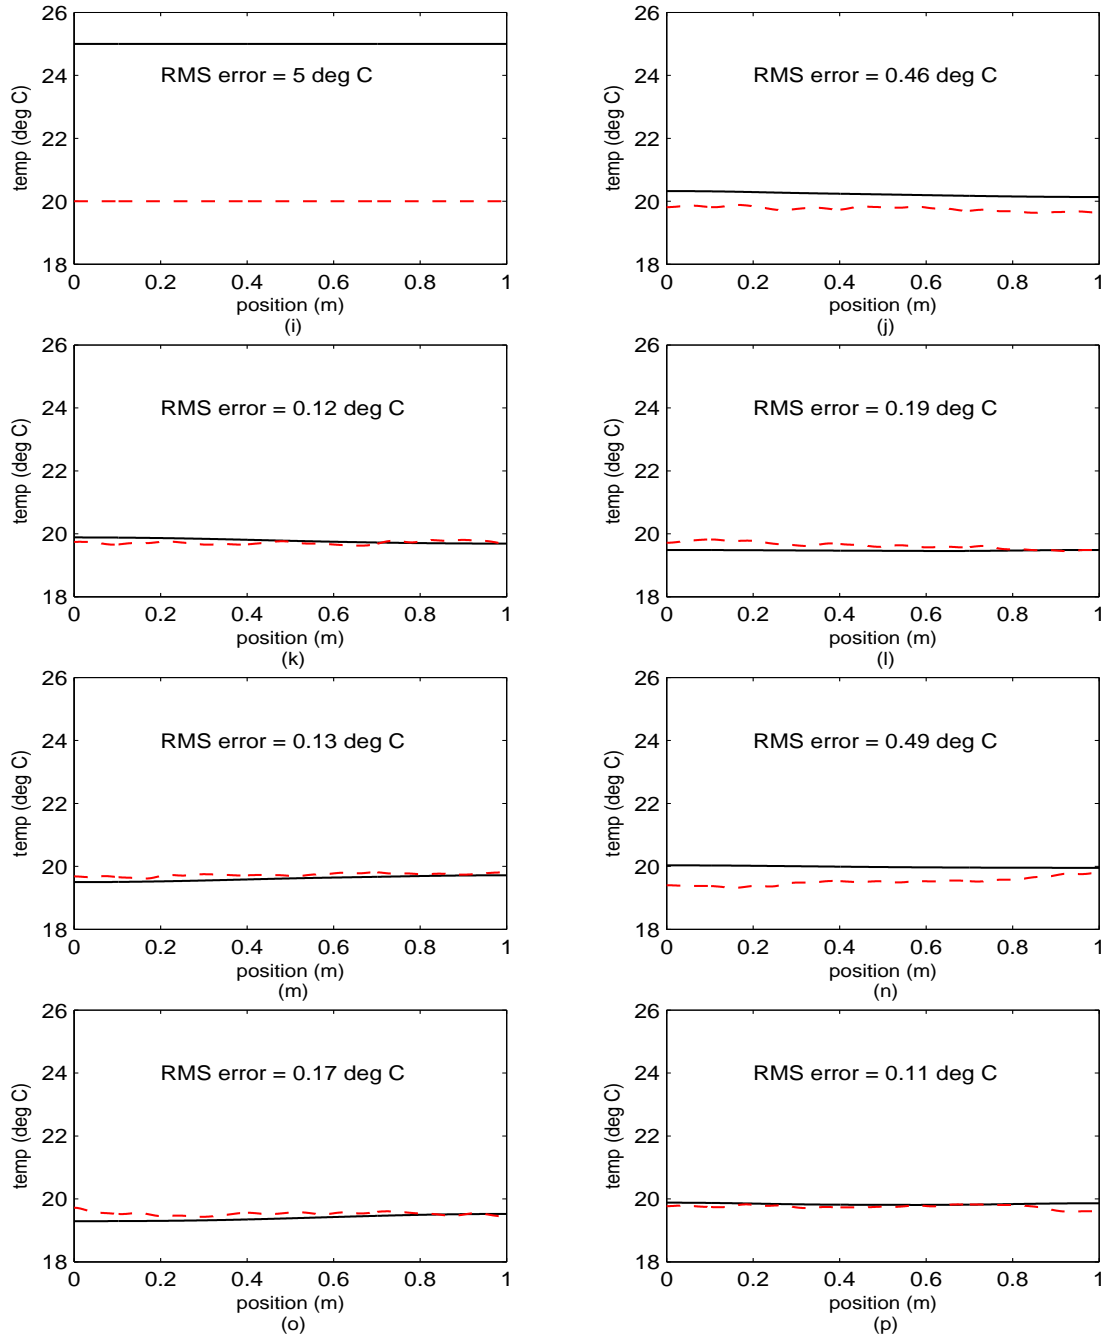 26
24
22
20
18
temp (deg C)
RMS error = 5 deg C
0 0.2 0.4 0.6 0.8 1
position (m)
(i)
26
24
22
20
18
temp (deg C)
RMS error = 0.46 deg C
0 0.2 0.4 0.6 0.8 1
position (m)
(j)
26
24
22
20
18
temp (deg C)
RMS error = 0.12 deg C
0 0.2 0.4 0.6 0.8 1
position (m)
(k)
26
24
22
20
18
temp (deg C)
RMS error = 0.19 deg C
0 0.2 0.4 0.6 0.8 1
position (m)
(l)
26
24
22
20
18
temp (deg C)
RMS error = 0.13 deg C
0 0.2 0.4 0.6 0.8 1
position (m)
(m)
26
24
22
20
18
temp (deg C)
RMS error = 0.49 deg C
0 0.2 0.4 0.6 0.8 1
position (m)
(n)
26
24
22
20
18
temp (deg C)
RMS error = 0.17 deg C
0 0.2 0.4 0.6 0.8 1
position (m)
(o)
26
24
22
20
18
temp (deg C)
RMS error = 0.11 deg C
0 0.2 0.4 0.6 0.8 1
position (m)
(p)